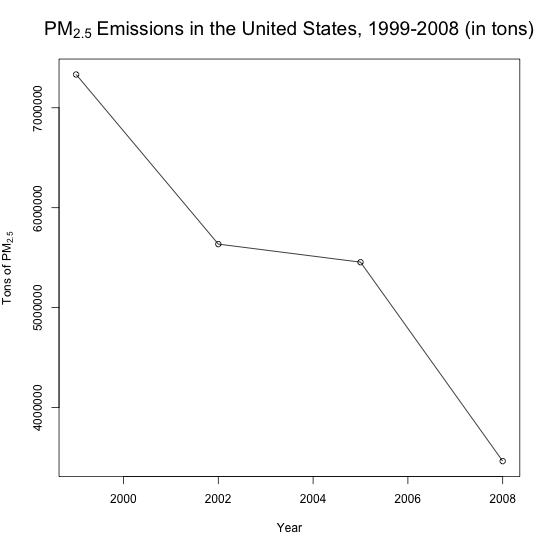 PM2.5 Emissions in the United States, 1999-2008 (in tons)
Tons of PM2.5
7000000
6000000
5000000
4000000
2000 2002 2004 2006 2008
Year